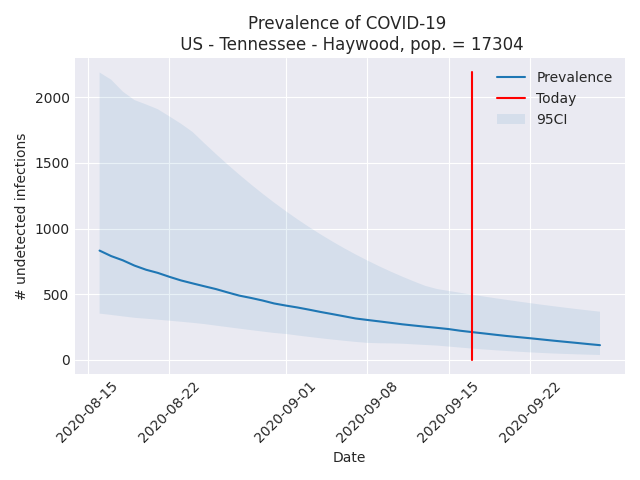 Prevalence of COVID-19
US - Tennessee - Haywood, pop. = 17304
Prevalence
Today
95CI
# undetected infections
2000
1500
1000
500
0
2020-08-15
2020-08-22
2020-09-01
2020-09-08
2020-09-15
2020-09-22
Date